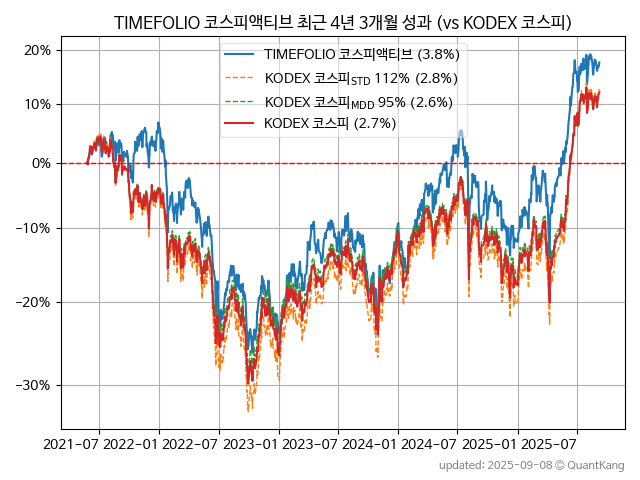 TIMEFOLIO 코스피액티브 최근 4년 3개월 성과 (vs KODEX 코스피)
TIMEFOLIO 코스피액티브 (3.8%)
KODEX 코스피STD 112% (2.8%)
KODEX 코스피MDD 95% (2.6%)
KODEX 코스피 (2.7%)
20%
10%
0%
−10%
−20%
−30%
2021-07 2022-01 2022-07 2023-01 2023-07 2024-01 2024-07 2025-01 2025-07
updated: 2025-09-08 © QuantKang